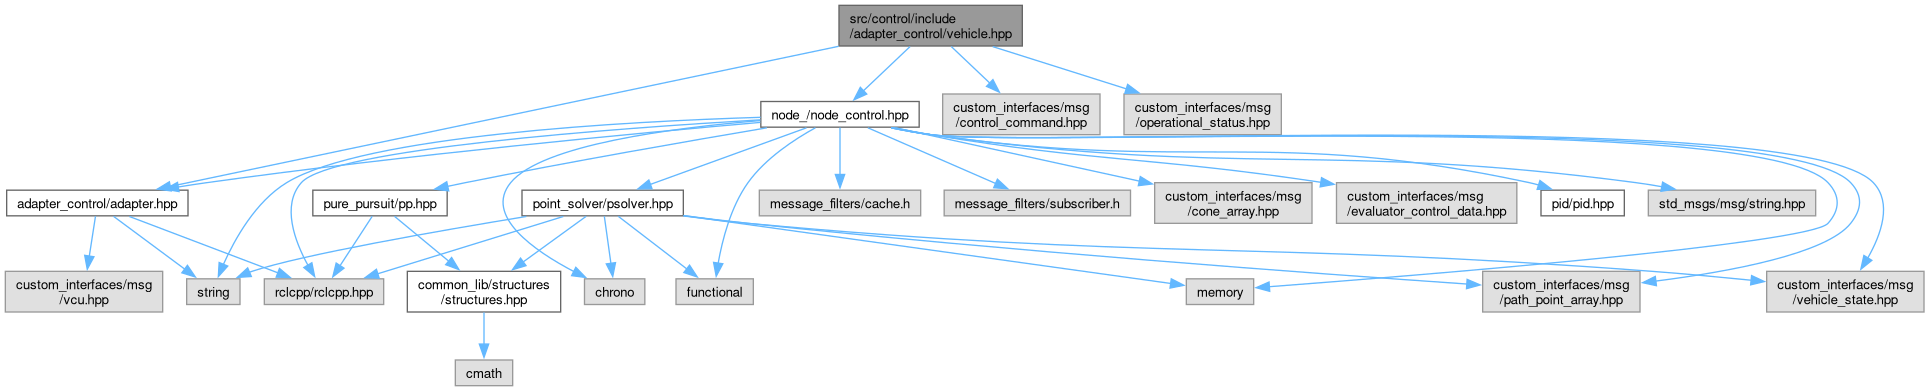 src/control/include
/adapter_control/vehicle.hpp
node_/node_control.hpp
custom_interfaces/msg
/control_command.hpp
custom_interfaces/msg
/operational_status.hpp
adapter_control/adapter.hpp
pure_pursuit/pp.hpp
point_solver/psolver.hpp
message_filters/cache.h
message_filters/subscriber.h
custom_interfaces/msg
/cone_array.hpp
custom_interfaces/msg
/evaluator_control_data.hpp
pid/pid.hpp
std_msgs/msg/string.hpp
custom_interfaces/msg
/vcu.hpp
string
rclcpp/rclcpp.hpp
common_lib/structures
/structures.hpp
chrono
functional
memory
custom_interfaces/msg
/path_point_array.hpp
custom_interfaces/msg
/vehicle_state.hpp
cmath